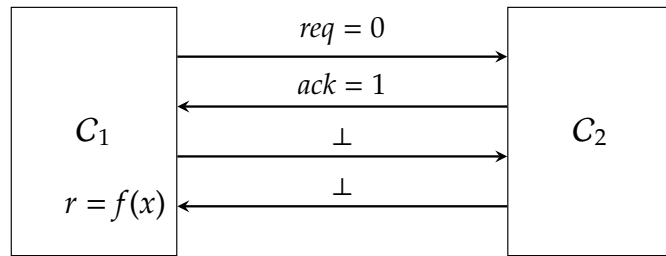 req = 0
ack = 1
C₁
⊥
C₂
⊥
r = f(x)